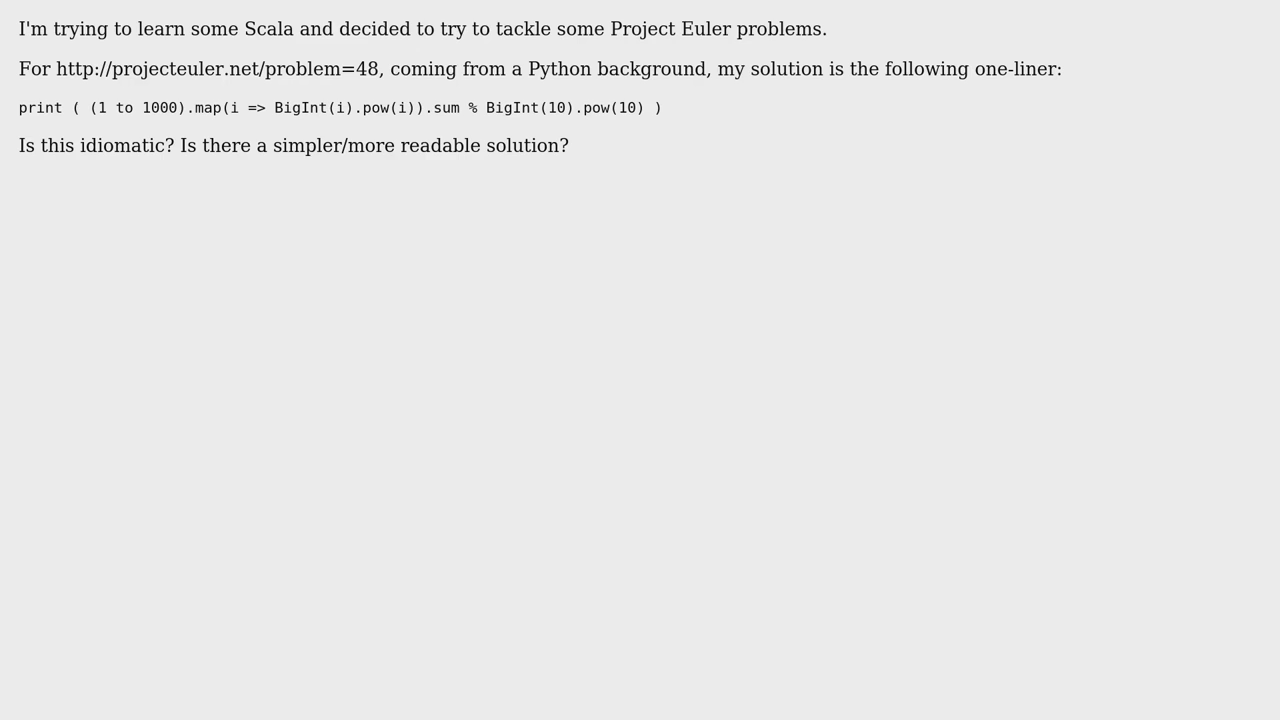 I'm trying to learn some Scala and decided to try to tackle some Project Euler problems.
For http://projecteuler.net/problem=48, coming from a Python background, my solution is the following one-liner:
print ( (1 to 1000).map(i => BigInt(i).pow(i)).sum % BigInt(10).pow(10) )
Is this idiomatic? Is there a simpler/more readable solution?